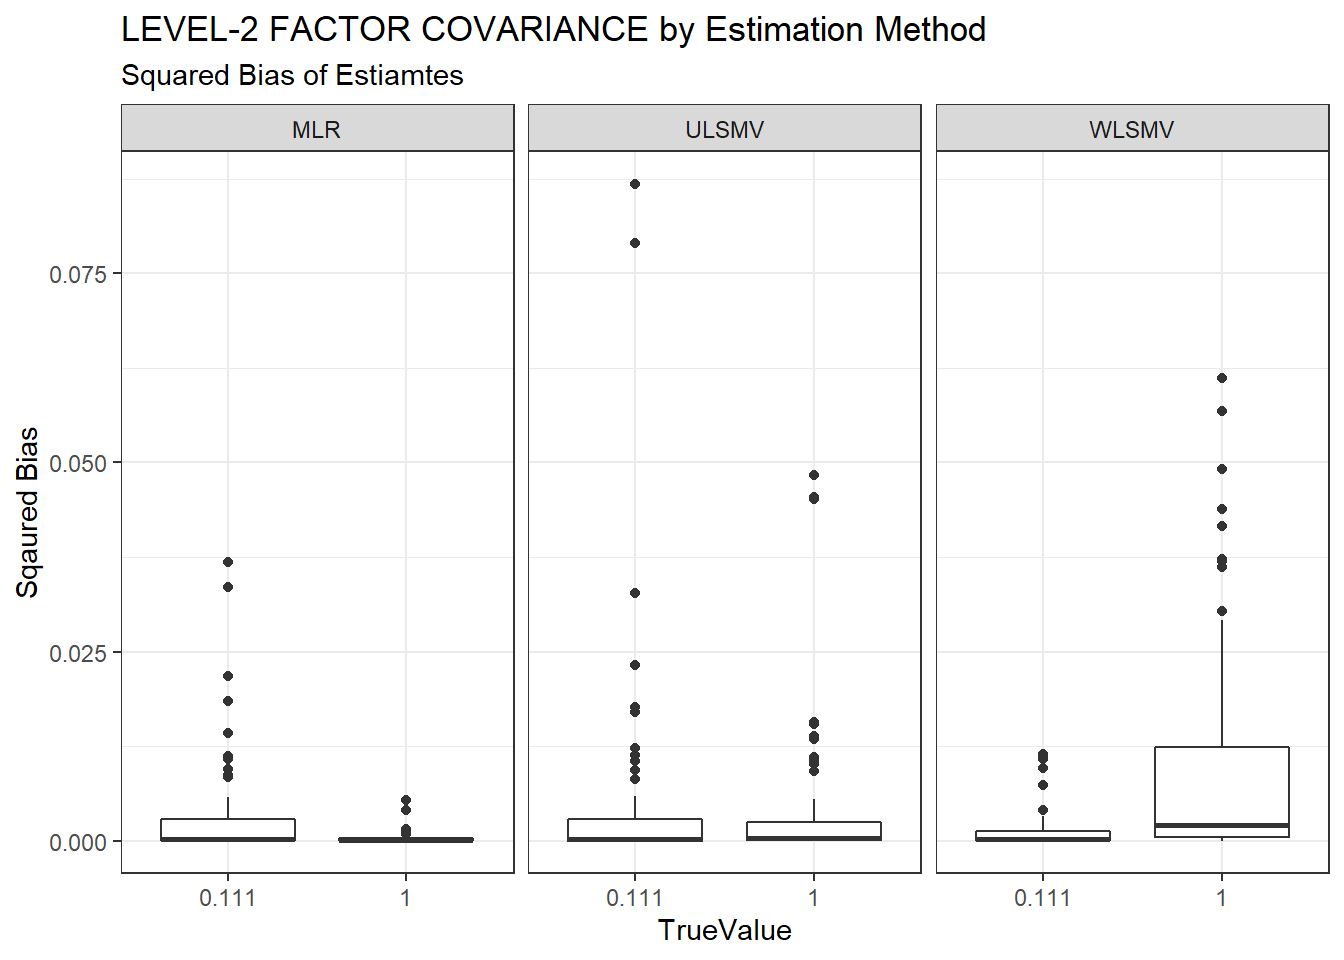 LEVEL-2 FACTOR COVARIANCE by Estimation Method
Squared Bias of Estiamtes
MLR
ULSMV
WLSMV
Sqaured Bias
0.075
0.050
0.025
0.000
0.111
1
0.111
1
0.111
1
TrueValue